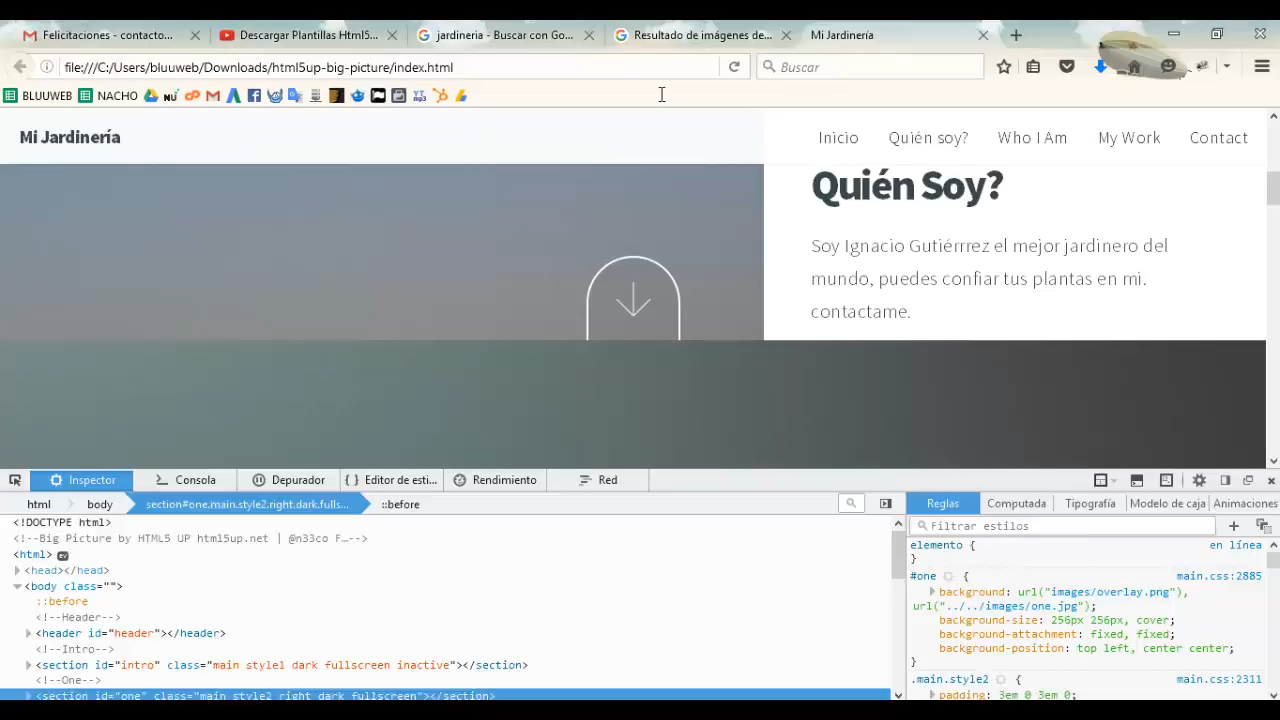 Felicitaciones - contacto...
Descargar Plantillas Html5...
jardineria - Buscar con Go...
Resultado de imágenes de...
Mi Jardinería
file:///C:/Users/bluuweb/Downloads/html5up-big-picture/index.html
Buscar
BLUUWEB
NACHO
Mi Jardinería
Inicio
Quién soy?
Who I Am
My Work
Contact
Quién Soy?
Soy Ignacio Gutiérrrez el mejor jardinero del
mundo, puedes confiar tus plantas en mi.
contactame.
Inspector
Consola
Depurador
Editor de esti...
Rendimiento
Red
html
body
section#one.main.style2.right.dark.fulls...
::before
<!DOCTYPE html>
<!--Big Picture by HTML5 UP html5up.net | @n33co F…-->
<html> ev
<head></head>
<body class="">
::before
<!--Header-->
<header id="header"></header>
<!--Intro-->
<section id="intro" class="main style1 dark fullscreen inactive"></section>
<!--One-->
<section id="one" class="main style2 right dark fullscreen"></section>
Reglas
Computada
Tipografía
Modelo de caja
Animaciones
Filtrar estilos
elemento {
en línea
}
#one {
main.css:2885
background: url("images/overlay.png"),
url("../../images/one.jpg");
background-size: 256px 256px, cover;
background-attachment: fixed, fixed;
background-position: top left, center center;
}
.main.style2 {
main.css:2311
padding: 3em 0 3em 0;